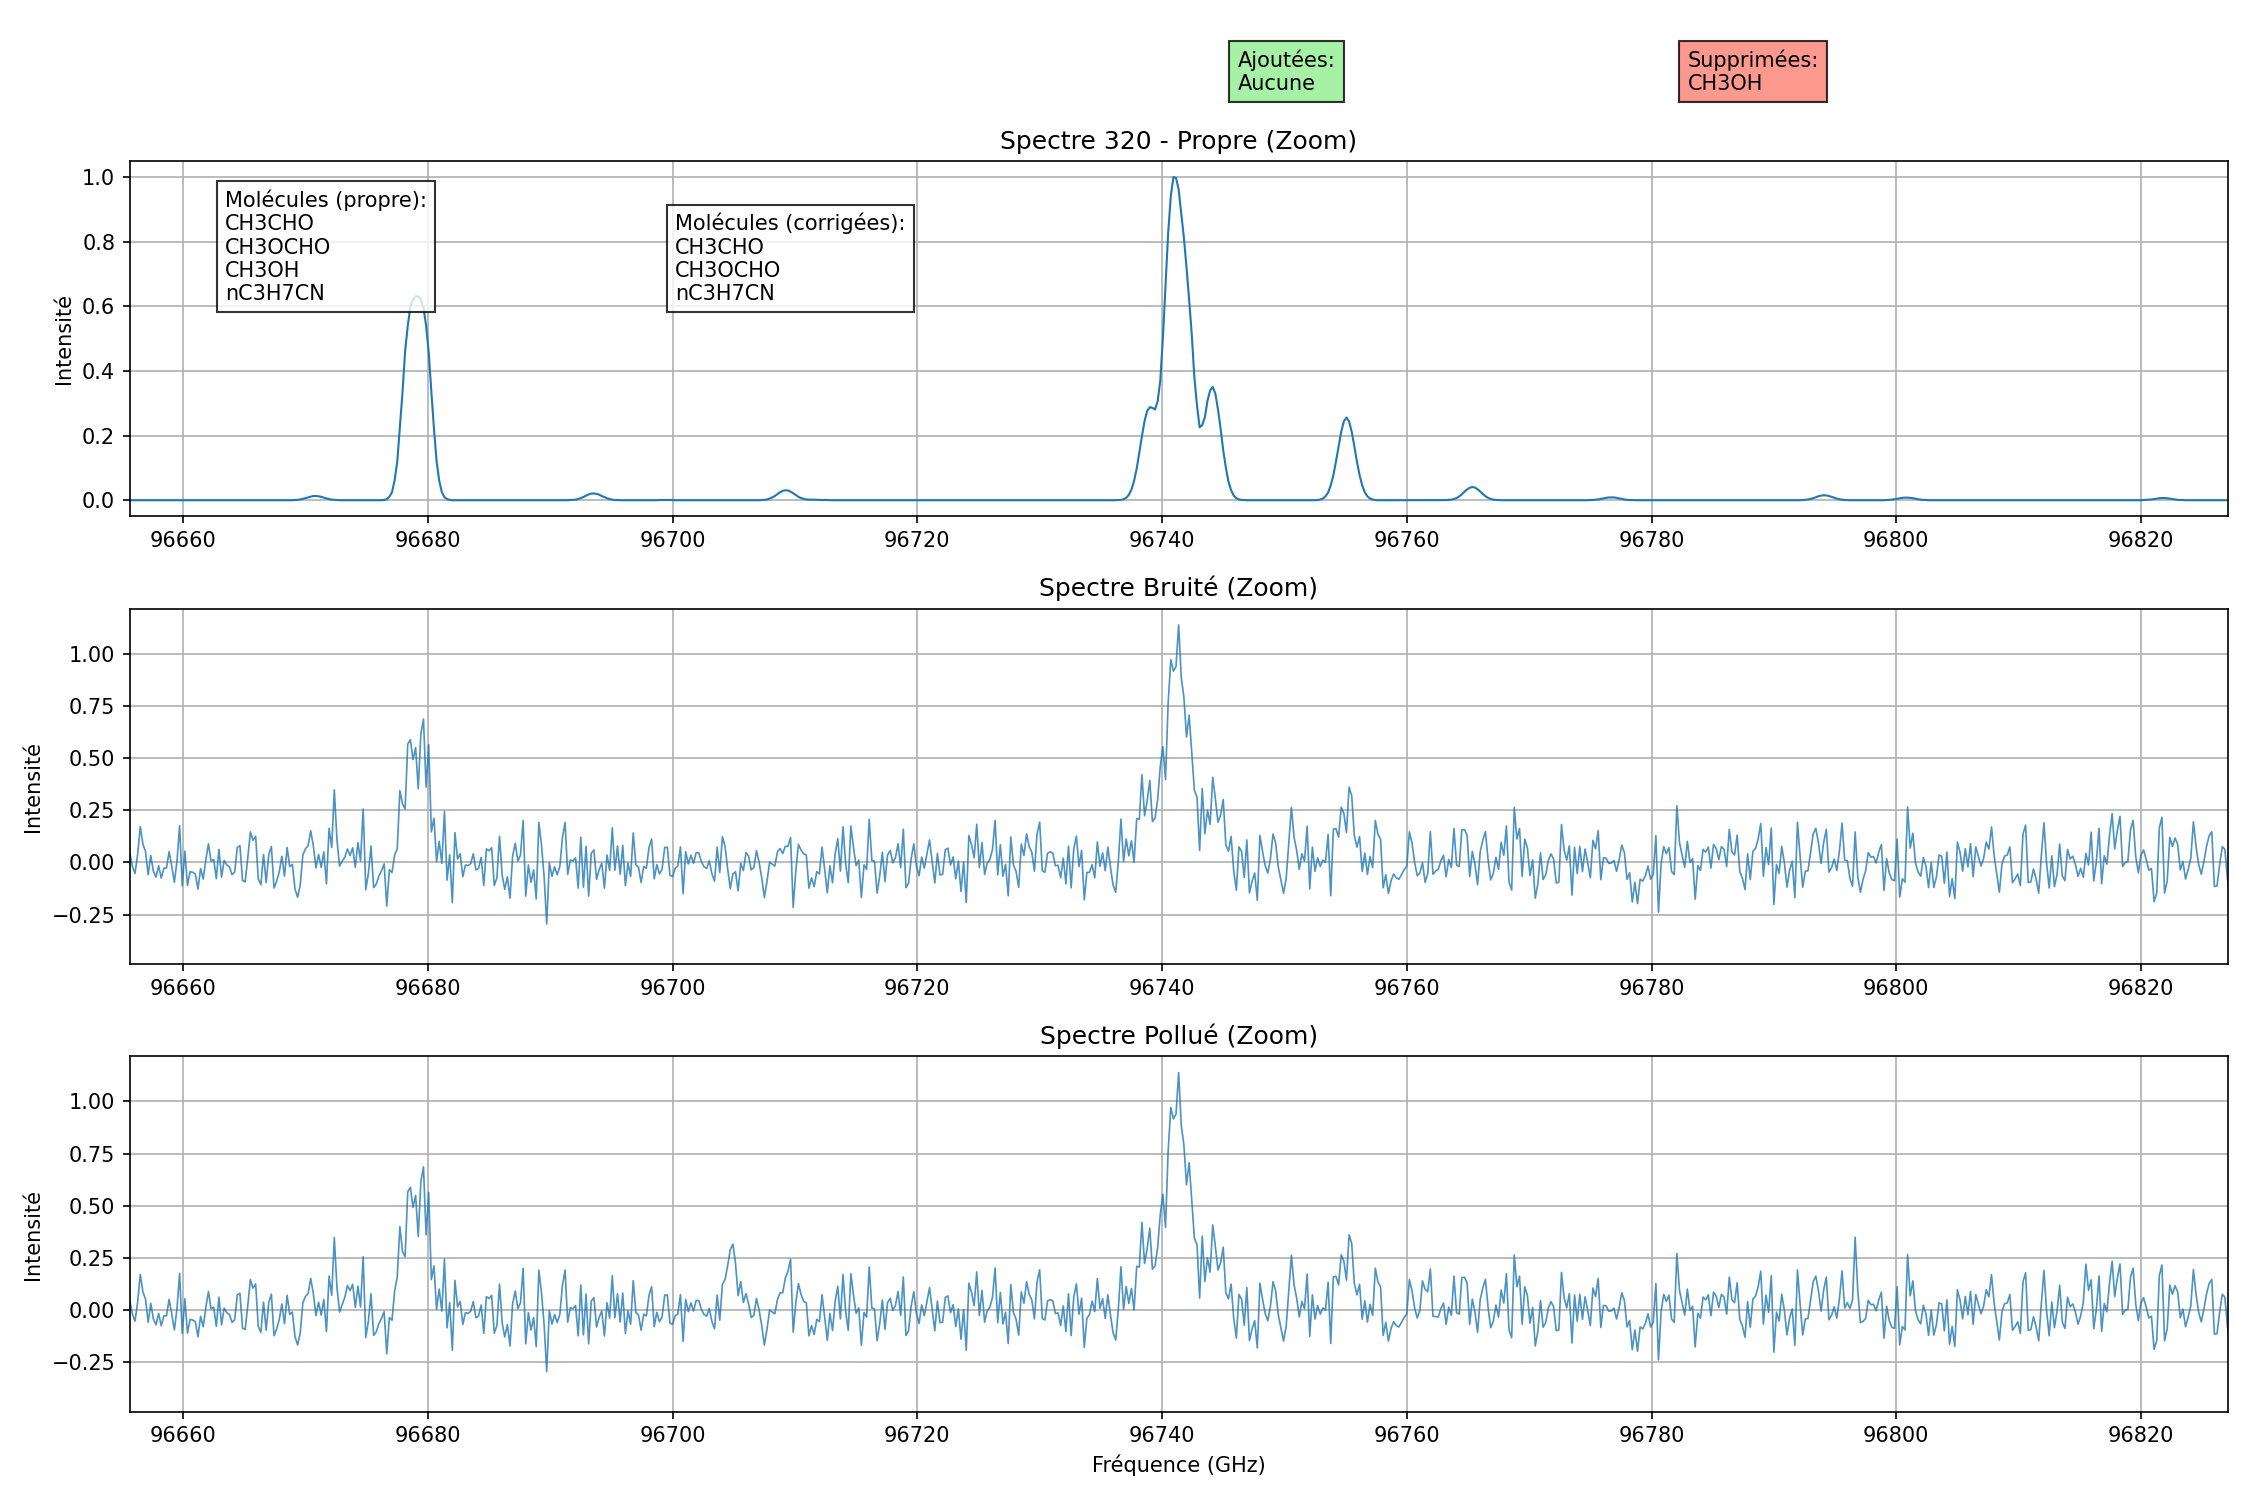 Ajoutées:
Aucune
Supprimées:
CH3OH
Spectre 320 - Propre (Zoom)
Molécules (propre):
CH3CHO
CH3OCHO
CH3OH
nC3H7CN
Molécules (corrigées):
CH3CHO
CH3OCHO
nC3H7CN
Intensité
1.0
0.8
0.6
0.4
0.2
0.0
96660 96680 96700 96720 96740 96760 96780 96800 96820
Spectre Bruité (Zoom)
Intensité
1.00
0.75
0.50
0.25
0.00
−0.25
96660 96680 96700 96720 96740 96760 96780 96800 96820
Spectre Pollué (Zoom)
Intensité
1.00
0.75
0.50
0.25
0.00
−0.25
96660 96680 96700 96720 96740 96760 96780 96800 96820
Fréquence (GHz)